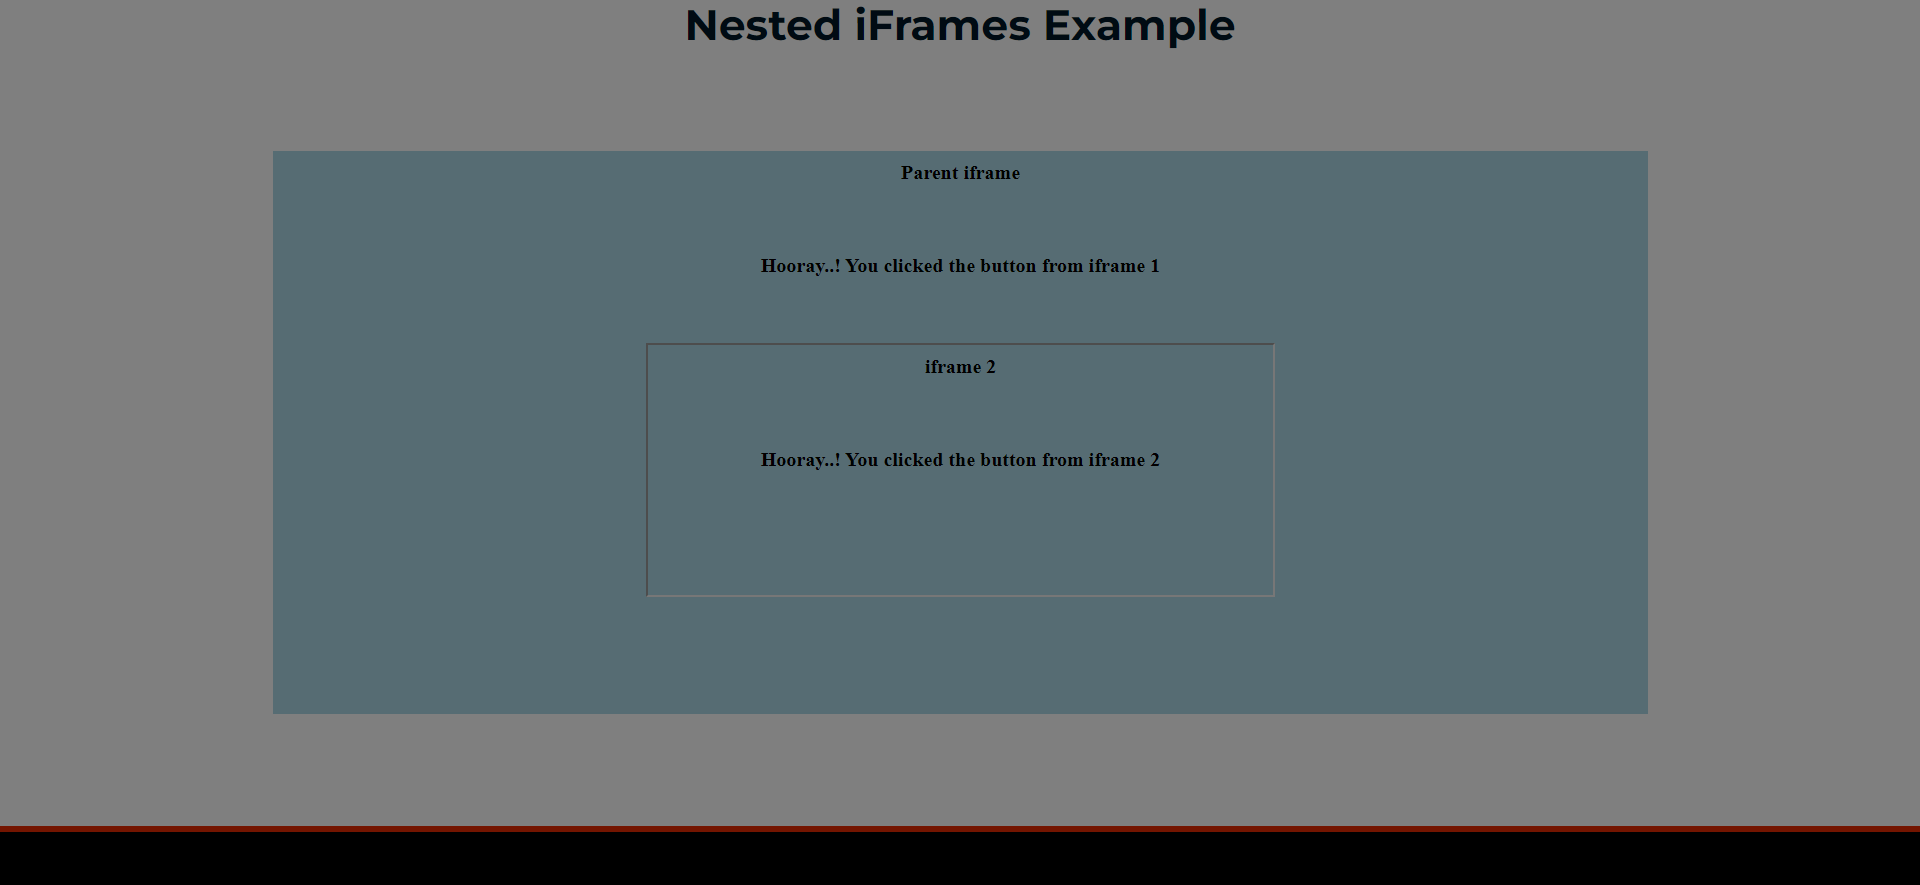 Nested iFrames Example
Parent iframe
Hooray..! You clicked the button from iframe 1
iframe 2
Hooray..! You clicked the button from iframe 2